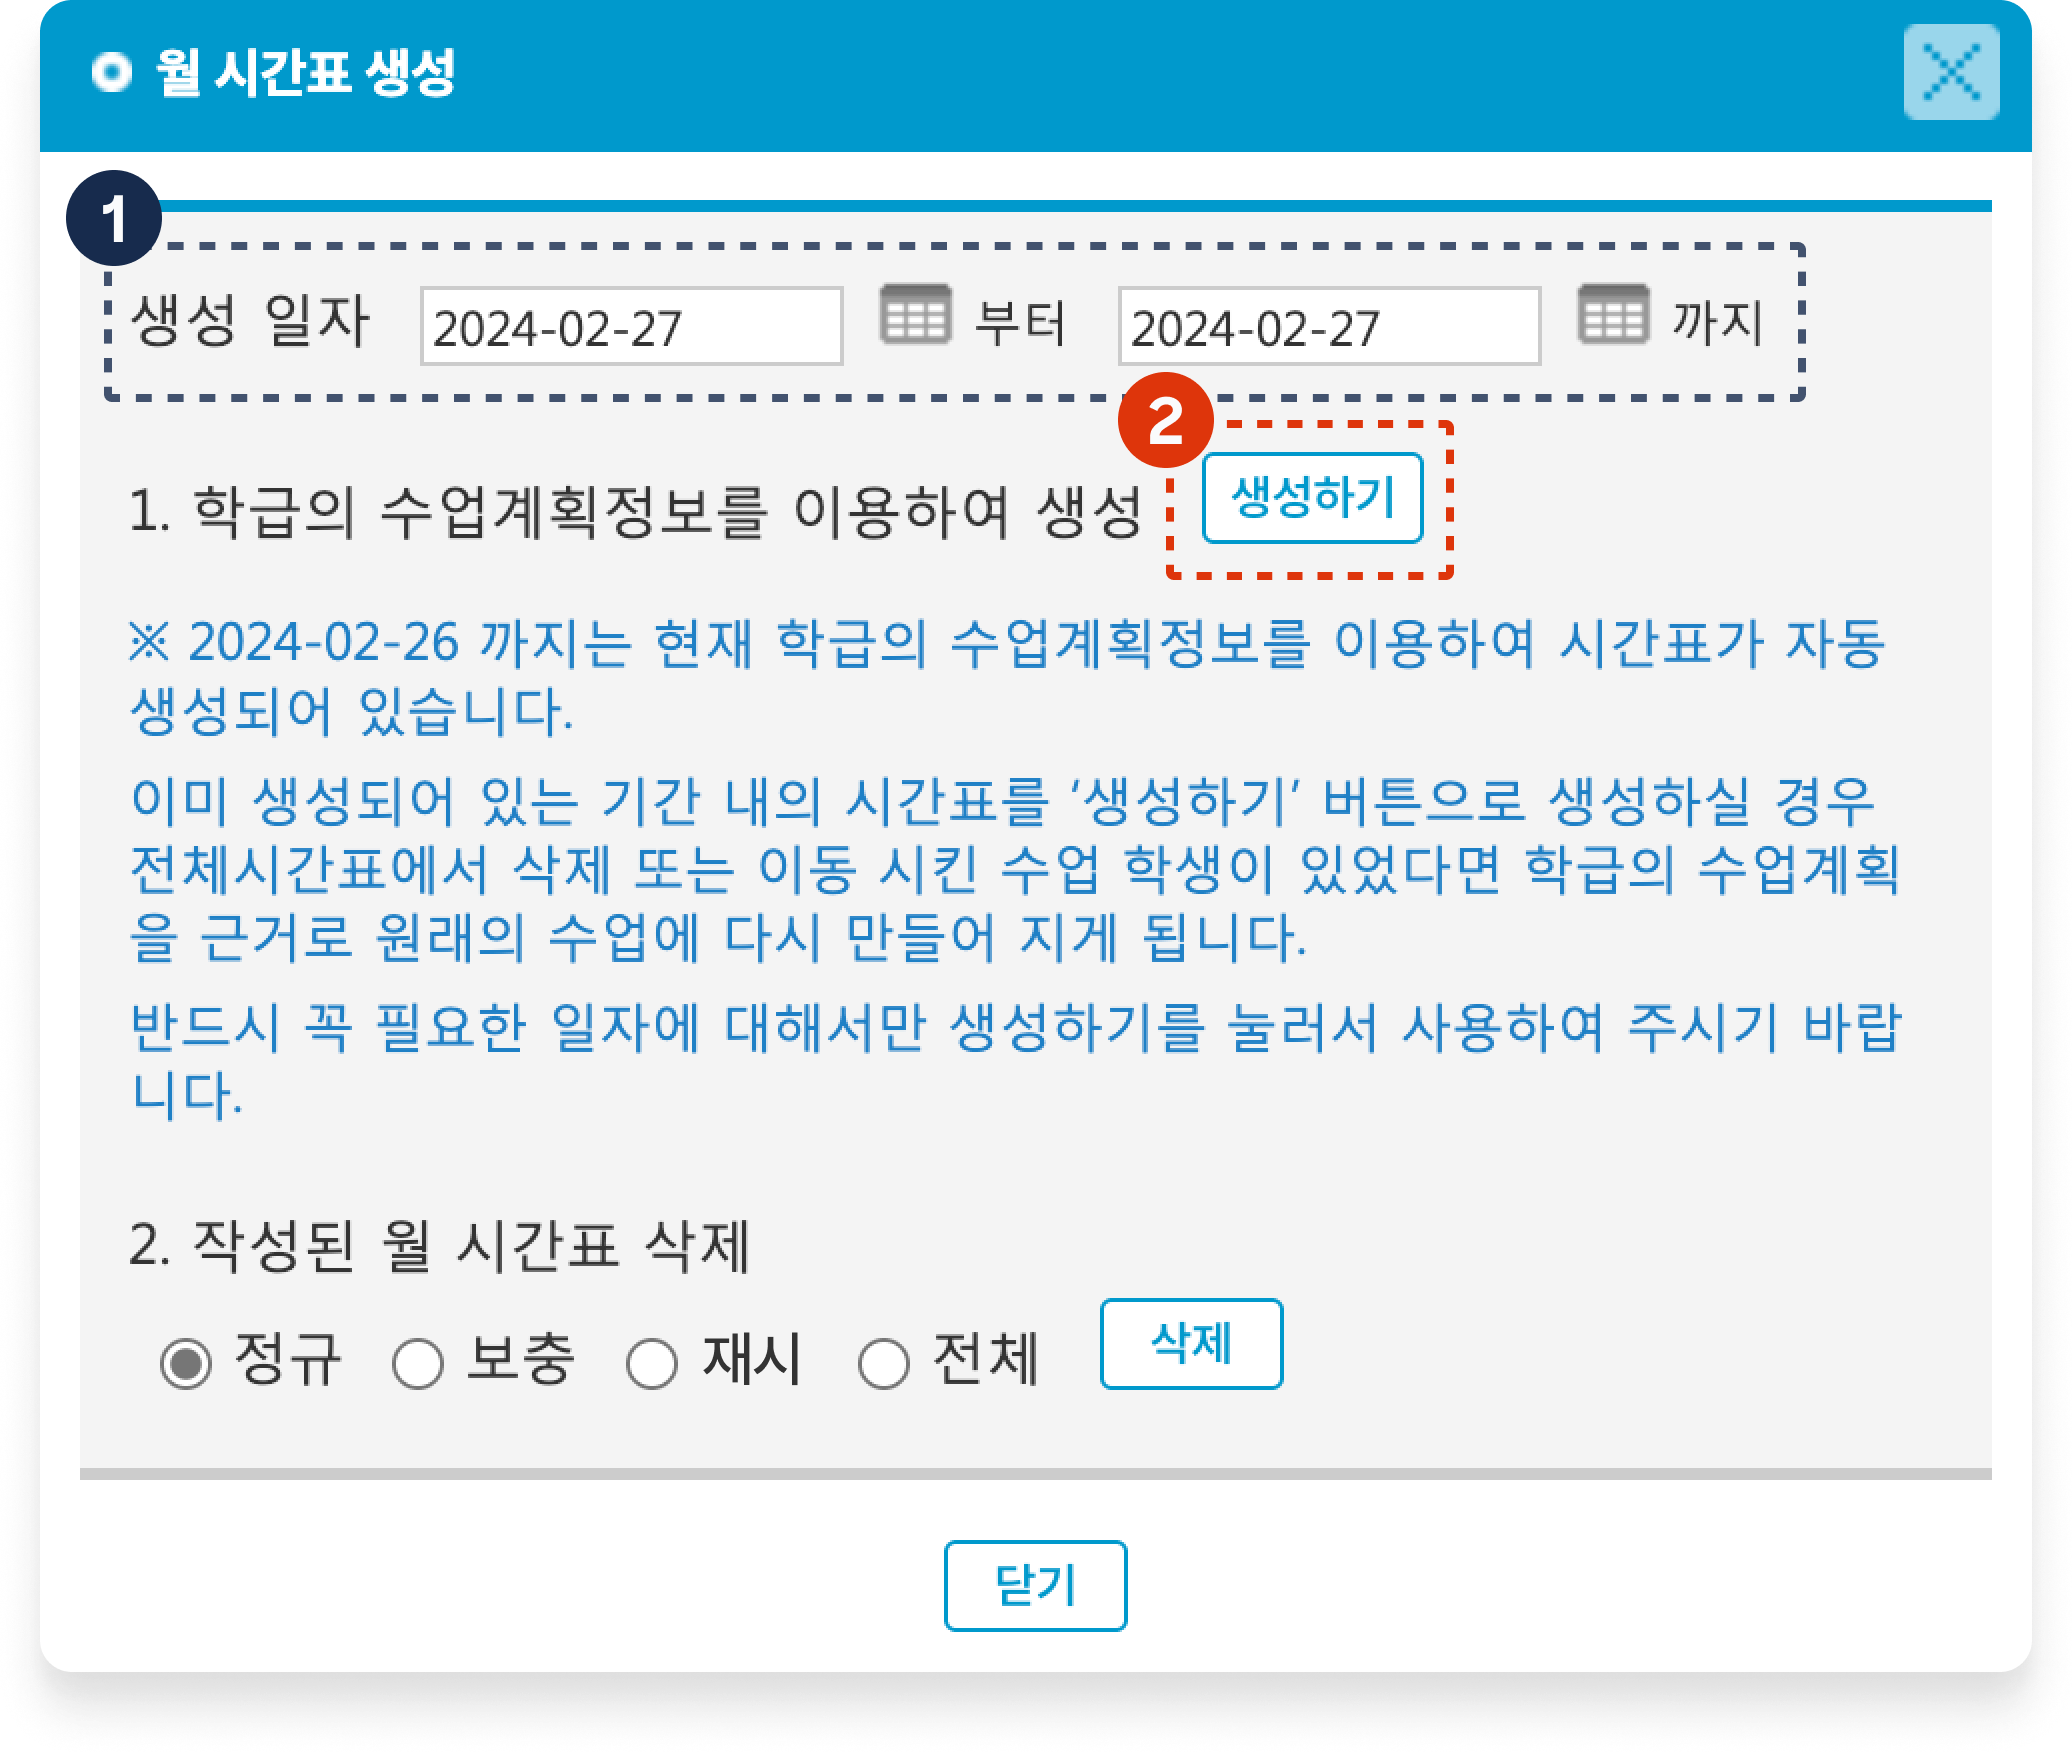 월 시간표 생성
1
생성 일자 2024-02-27 부터 2024-02-27 까지
2
1. 학급의 수업계획정보를 이용하여 생성 생성하기
※ 2024-02-26 까지는 현재 학급의 수업계획정보를 이용하여 시간표가 자동
생성되어 있습니다.
이미 생성되어 있는 기간 내의 시간표를 ‘생성하기’ 버튼으로 생성하실 경우
전체시간표에서 삭제 또는 이동 시킨 수업 학생이 있었다면 학급의 수업계획
을 근거로 원래의 수업에 다시 만들어 지게 됩니다.
반드시 꼭 필요한 일자에 대해서만 생성하기를 눌러서 사용하여 주시기 바랍
니다.
2. 작성된 월 시간표 삭제
정규 보충 재시 전체 삭제
닫기